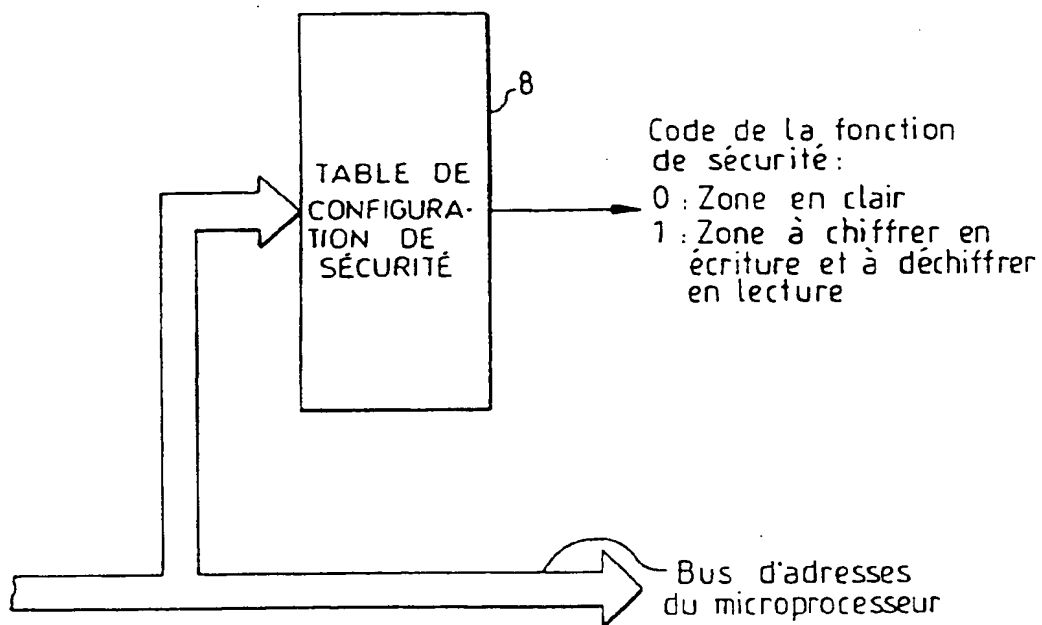 8
TABLE DE
CONFIGURA-
TION DE
SÉCURITÉ
Code de la fonction
de sécurité :
0 : Zone en clair
1 : Zone à chiffrer en
écriture et à déchiffrer
en lecture
Bus d'adresses
du microprocesseur